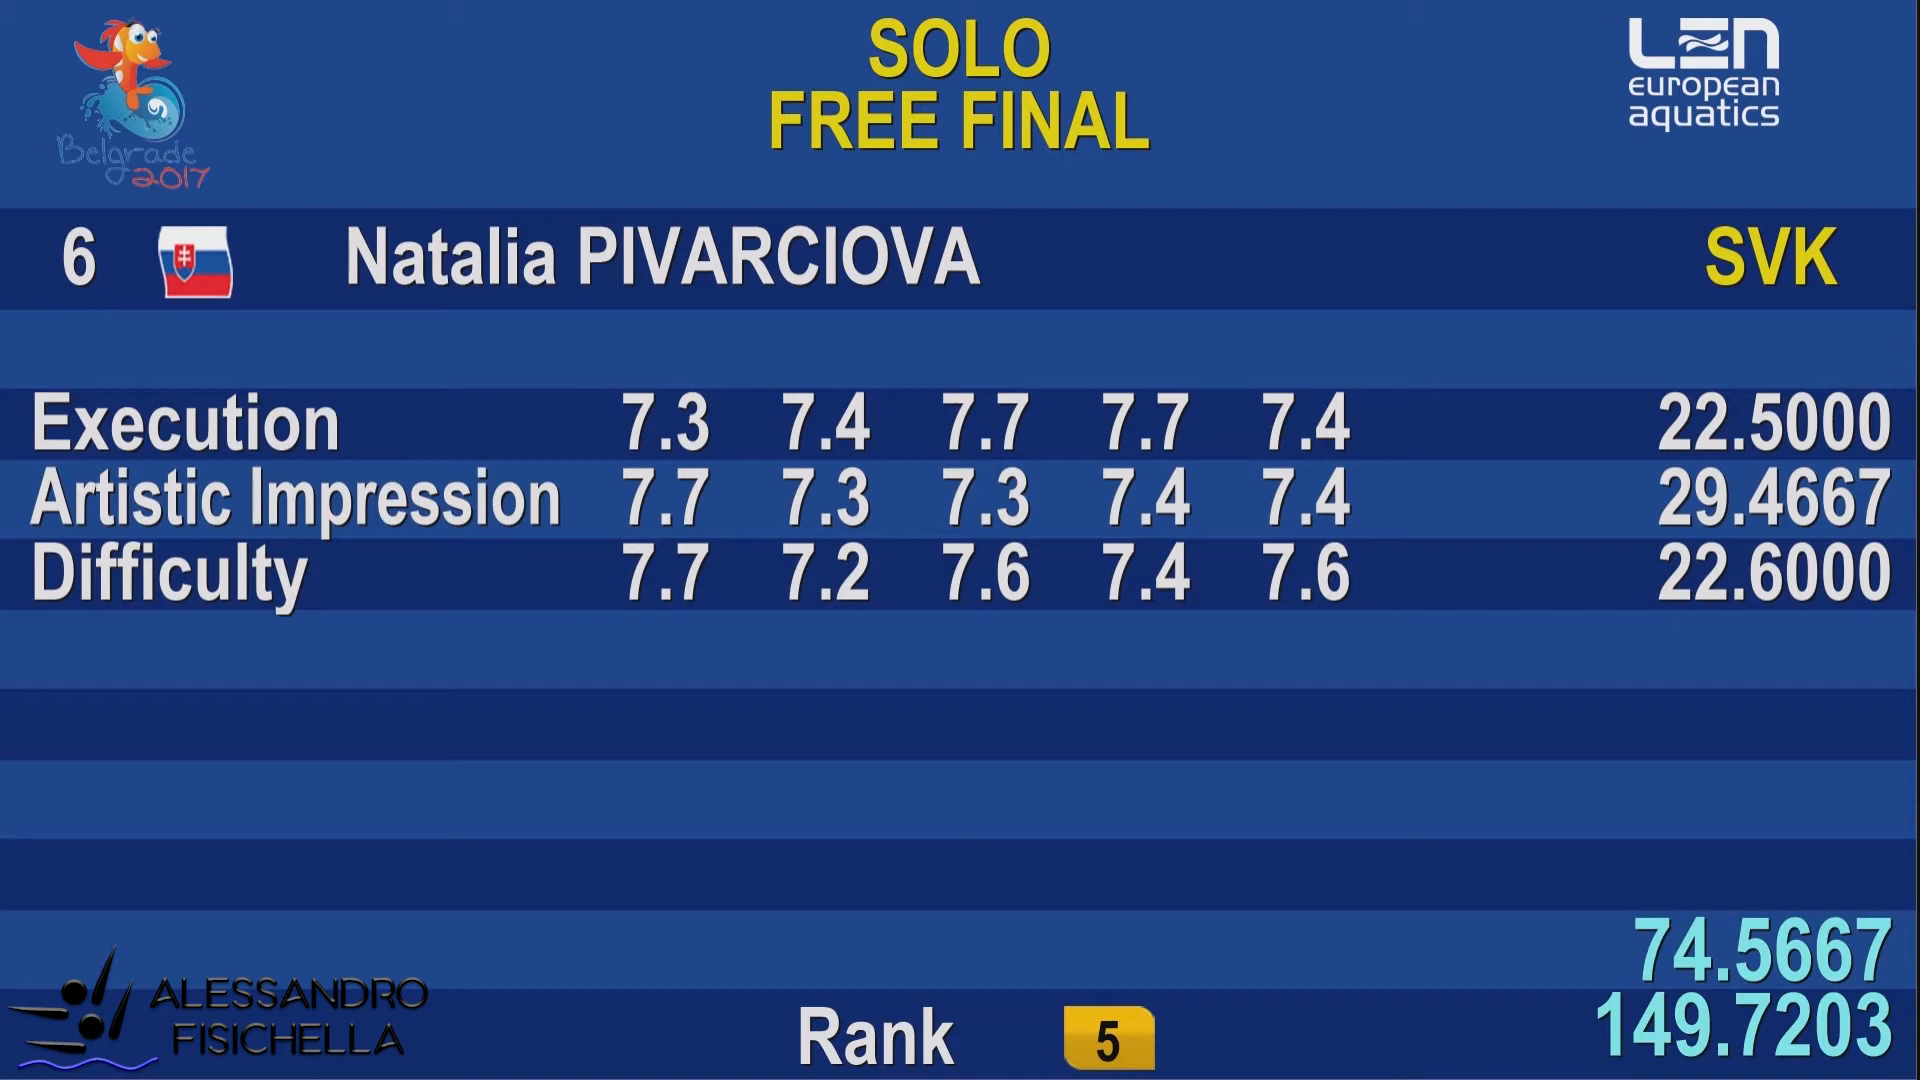 SOLO
FREE FINAL
LEN
european
aquatics
Belgrade
2017
6 Natalia PIVARCIOVA SVK
Execution 7.3 7.4 7.7 7.7 7.4 22.5000
Artistic Impression 7.7 7.3 7.3 7.4 7.4 29.4667
Difficulty 7.7 7.2 7.6 7.4 7.6 22.6000
74.5667
149.7203
Rank 5
ALESSANDRO
FISICHELLA